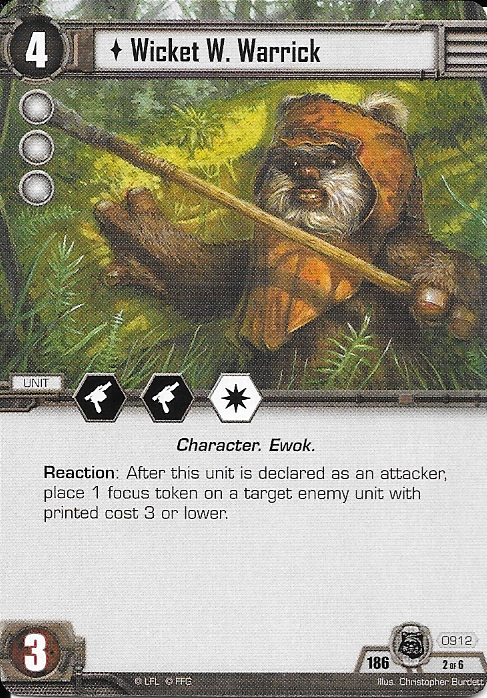 4
Wicket W. Warrick
UNIT
Character. Ewok.
Reaction: After this unit is declared as an attacker,
place 1 focus token on a target enemy unit with
printed cost 3 or lower.
3
0912
186
2 OF 6
© LFL © FFG
Illus. Christopher Burdett